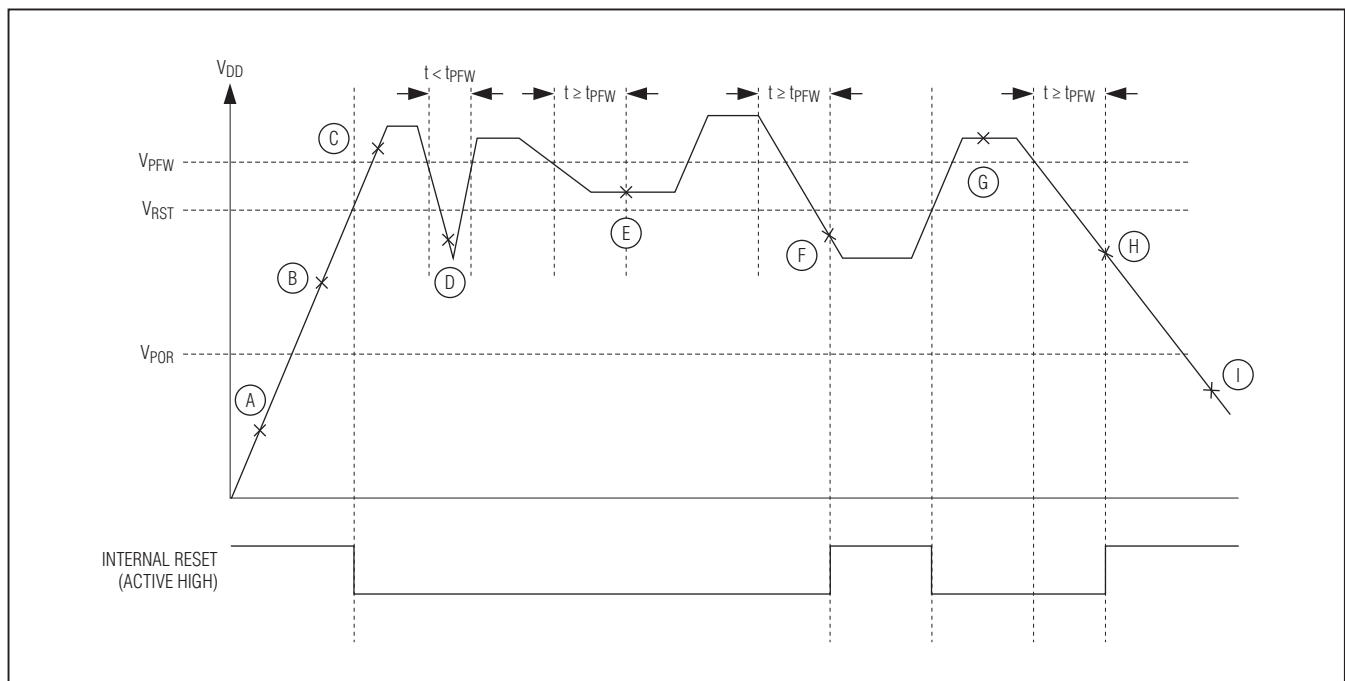 VDD
t < tPFW
t ≥ tPFW
t ≥ tPFW
t ≥ tPFW
C
VPFW
G
VRST
E
F
H
B
D
VPOR
I
A
INTERNAL RESET
(ACTIVE HIGH)